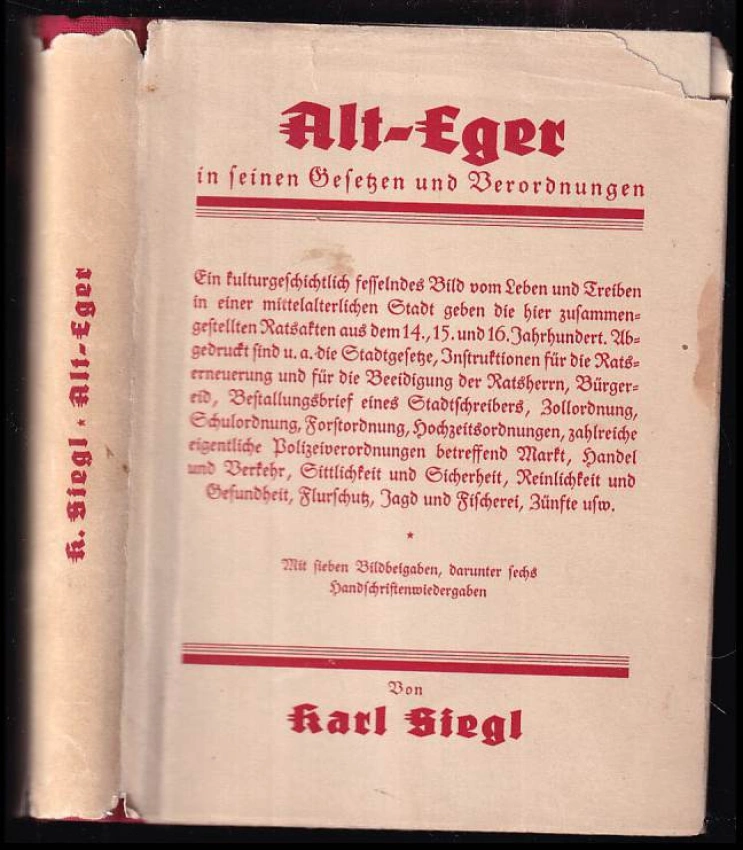 K. Siegl * Alt-Eger
Alt-Eger
in seinen Gesetzen und Verordnungen
Ein kulturgeschichtlich fesselndes Bild vom Leben und Treiben
in einer mittelalterlichen Stadt geben die hier zusammen-
gestellten Ratsakten aus dem 14., 15. und 16. Jahrhundert. Ab-
gedruckt sind u. a. die Stadtgesetze, Instruktionen für die Rats-
erneuerung und für die Beeidigung der Ratsherrn, Bürger-
eid, Bestallungsbrief eines Stadtschreibers, Zollordnung,
Schulordnung, Forstordnung, Hochzeitsordnungen, zahlreiche
eigentliche Polizeiverordnungen betreffend Markt, Handel
und Verkehr, Sittlichkeit und Sicherheit, Reinlichkeit und
Gesundheit, Flurschutz, Jagd und Fischerei, Zünfte usw.
*
Mit sieben Bildbeigaben, darunter sechs
Handschriftenwiedergaben
Von
Karl Siegl